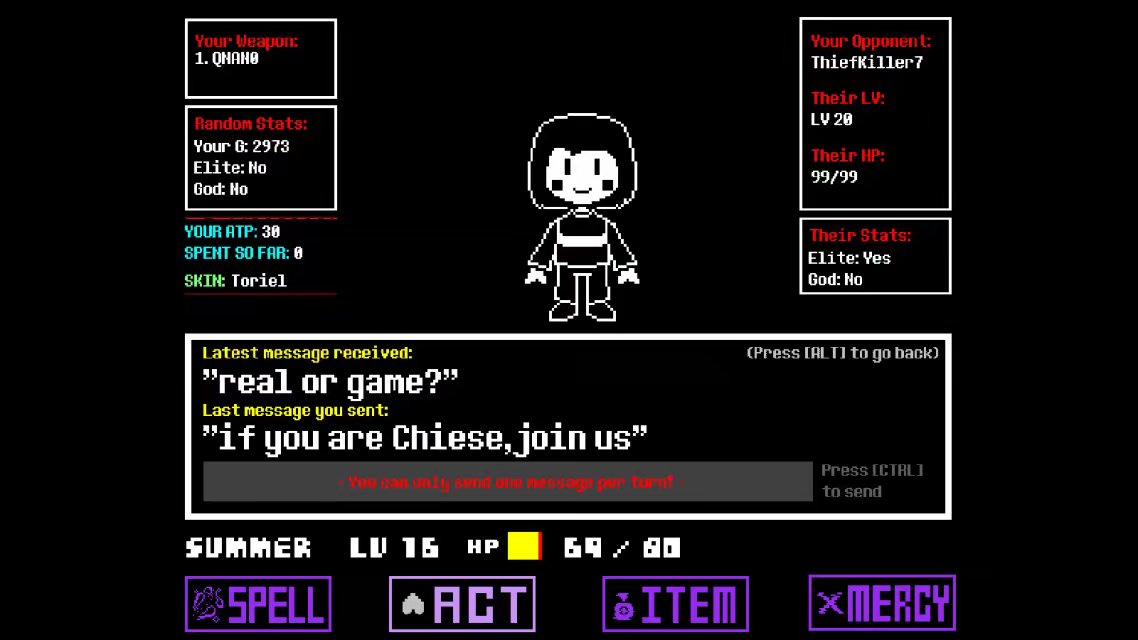 Your Weapon:
1. QNAN0
Random Stats:
Your G: 2973
Elite: No
God: No
YOUR ATP: 30
SPENT SO FAR: 0
SKIN: Toriel
Your Opponent:
ThiefKiller7
Their LV:
LV 20
Their HP:
99/99
Their Stats:
Elite: Yes
God: No
Latest message received:
(Press [ALT] to go back)
"real or game?"
Last message you sent:
"if you are Chiese,join us"
- You can only send one message per turn! -
Press [CTRL]
to send
SUMMER LV 16 HP 69 / 80
SPELL ACT ITEM MERCY